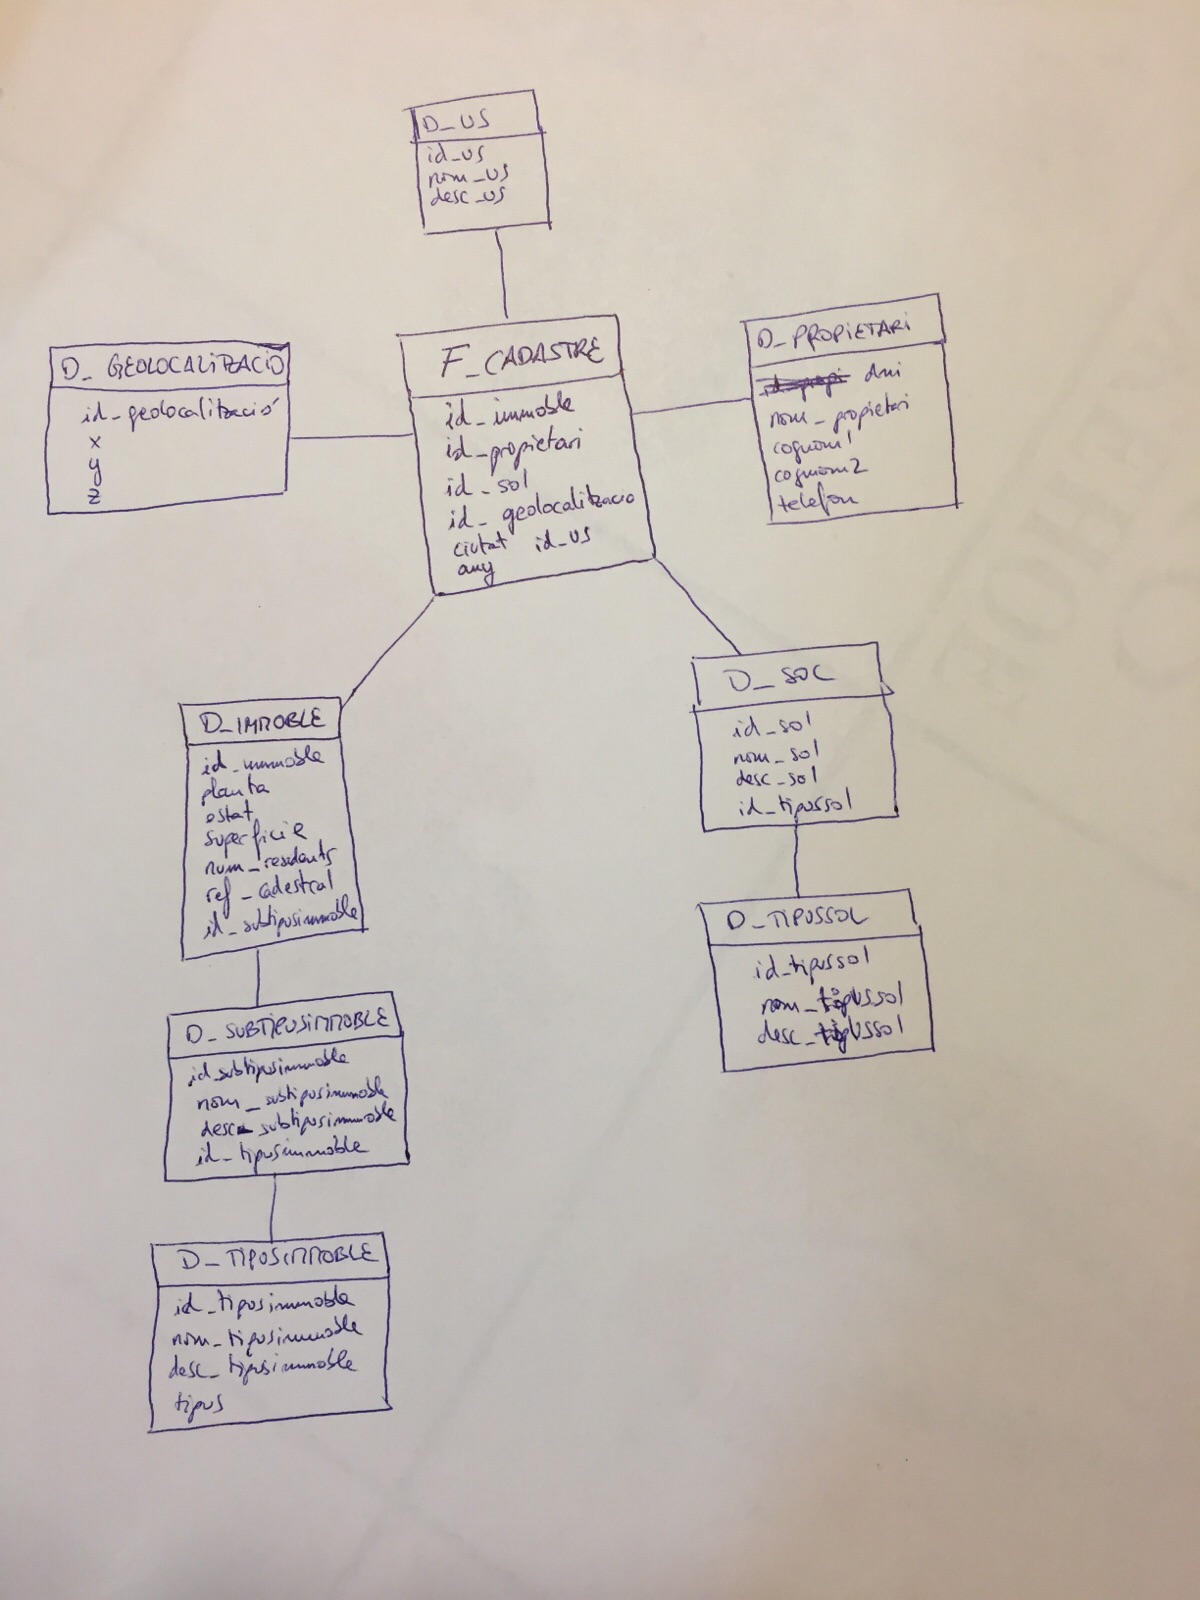 D_US
id_us
nom_us
desc_us
D_GEOLOCALITZACIO
id_geolocalització
x
y
z
F_CADASTRE
id_immoble
id_propietari
id_sol
id_geolocalitzacio
ciutat id_us
any
D_PROPIETARI
dni
nom_propietari
cognom1
cognom2
telefon
D_IMMOBLE
id_immoble
planta
estat
superficie
num_residents
ref_cadestral
id_subtipusimmoble
D_SOL
id_sol
nom_sol
desc_sol
id_tipussol
D_TIPUSSOL
id_tipussol
nom_tipussol
desc_tipussol
D_SUBTIPUSIMMOBLE
id_subtipusimmoble
nom_subtipusimmoble
desc_subtipusimmoble
id_tipusimmoble
D_TIPUSIMMOBLE
id_tipusimmoble
nom_tipusimmoble
desc_tipusimmoble
tipus